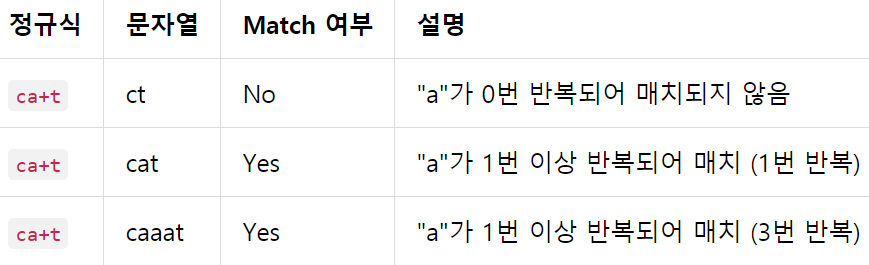 정규식 문자열 Match 여부 설명
ca+t ct No "a"가 0번 반복되어 매치되지 않음
ca+t cat Yes "a"가 1번 이상 반복되어 매치 (1번 반복)
ca+t caaat Yes "a"가 1번 이상 반복되어 매치 (3번 반복)